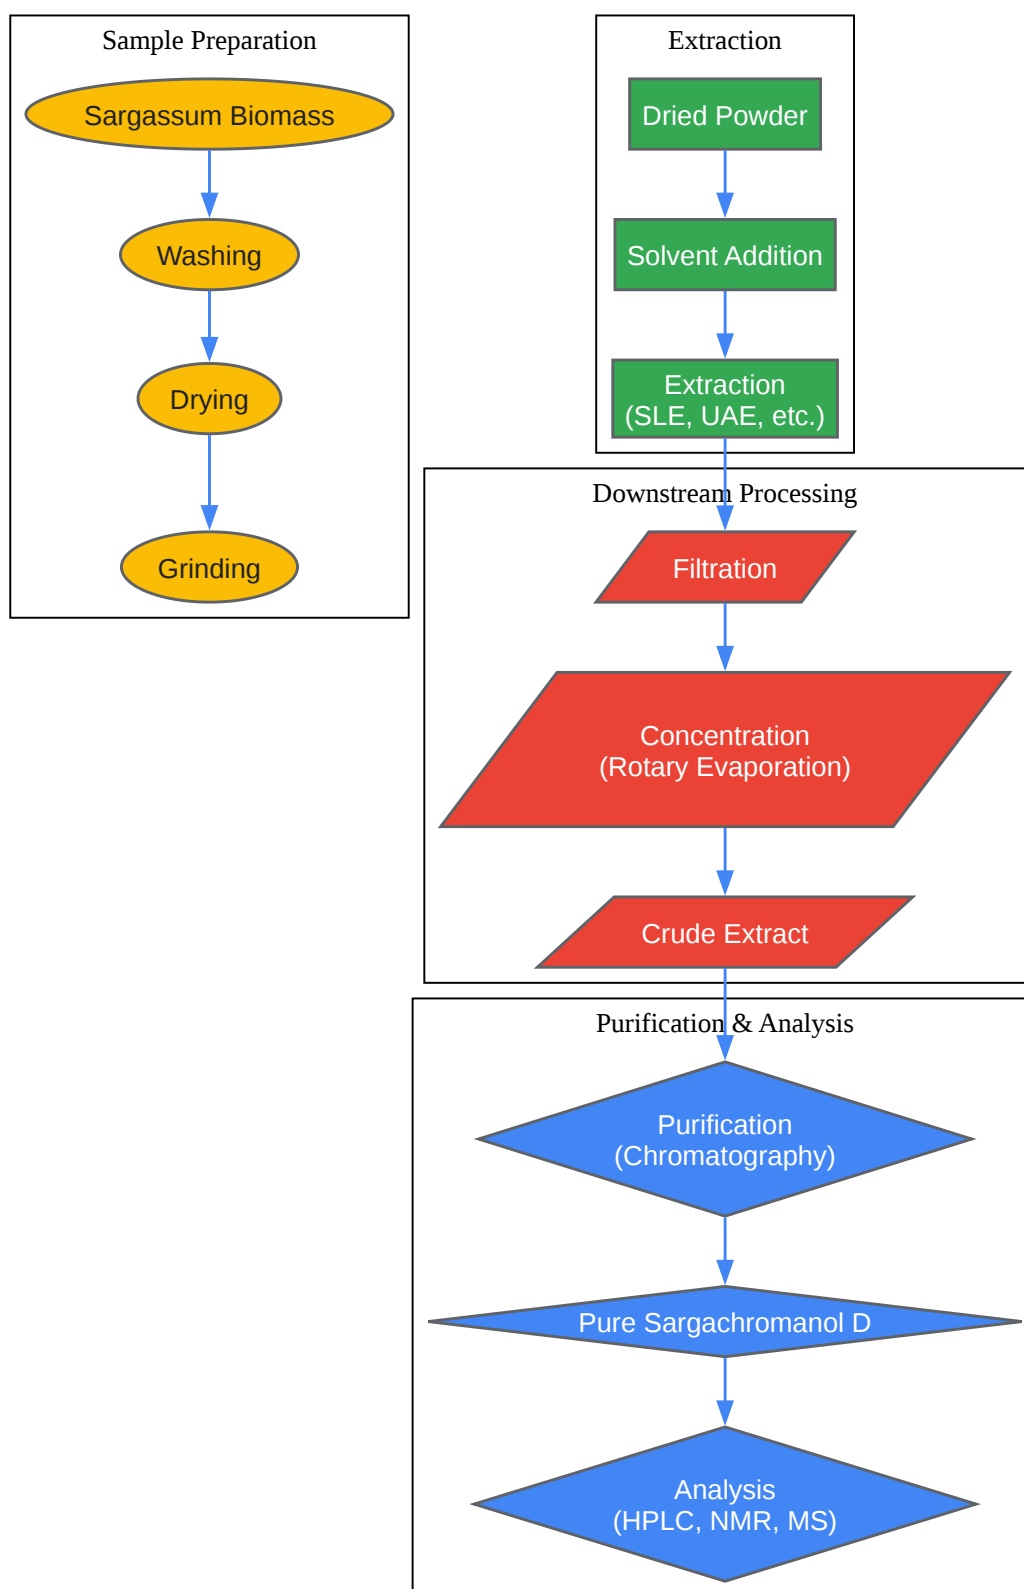 Sample Preparation
Sargassum Biomass
Washing
Drying
Grinding
Extraction
Dried Powder
Solvent Addition
Extraction
(SLE, UAE, etc.)
Downstream Processing
Filtration
Concentration
(Rotary Evaporation)
Crude Extract
Purification & Analysis
Purification
(Chromatography)
Pure Sargachromanol D
Analysis
(HPLC, NMR, MS)